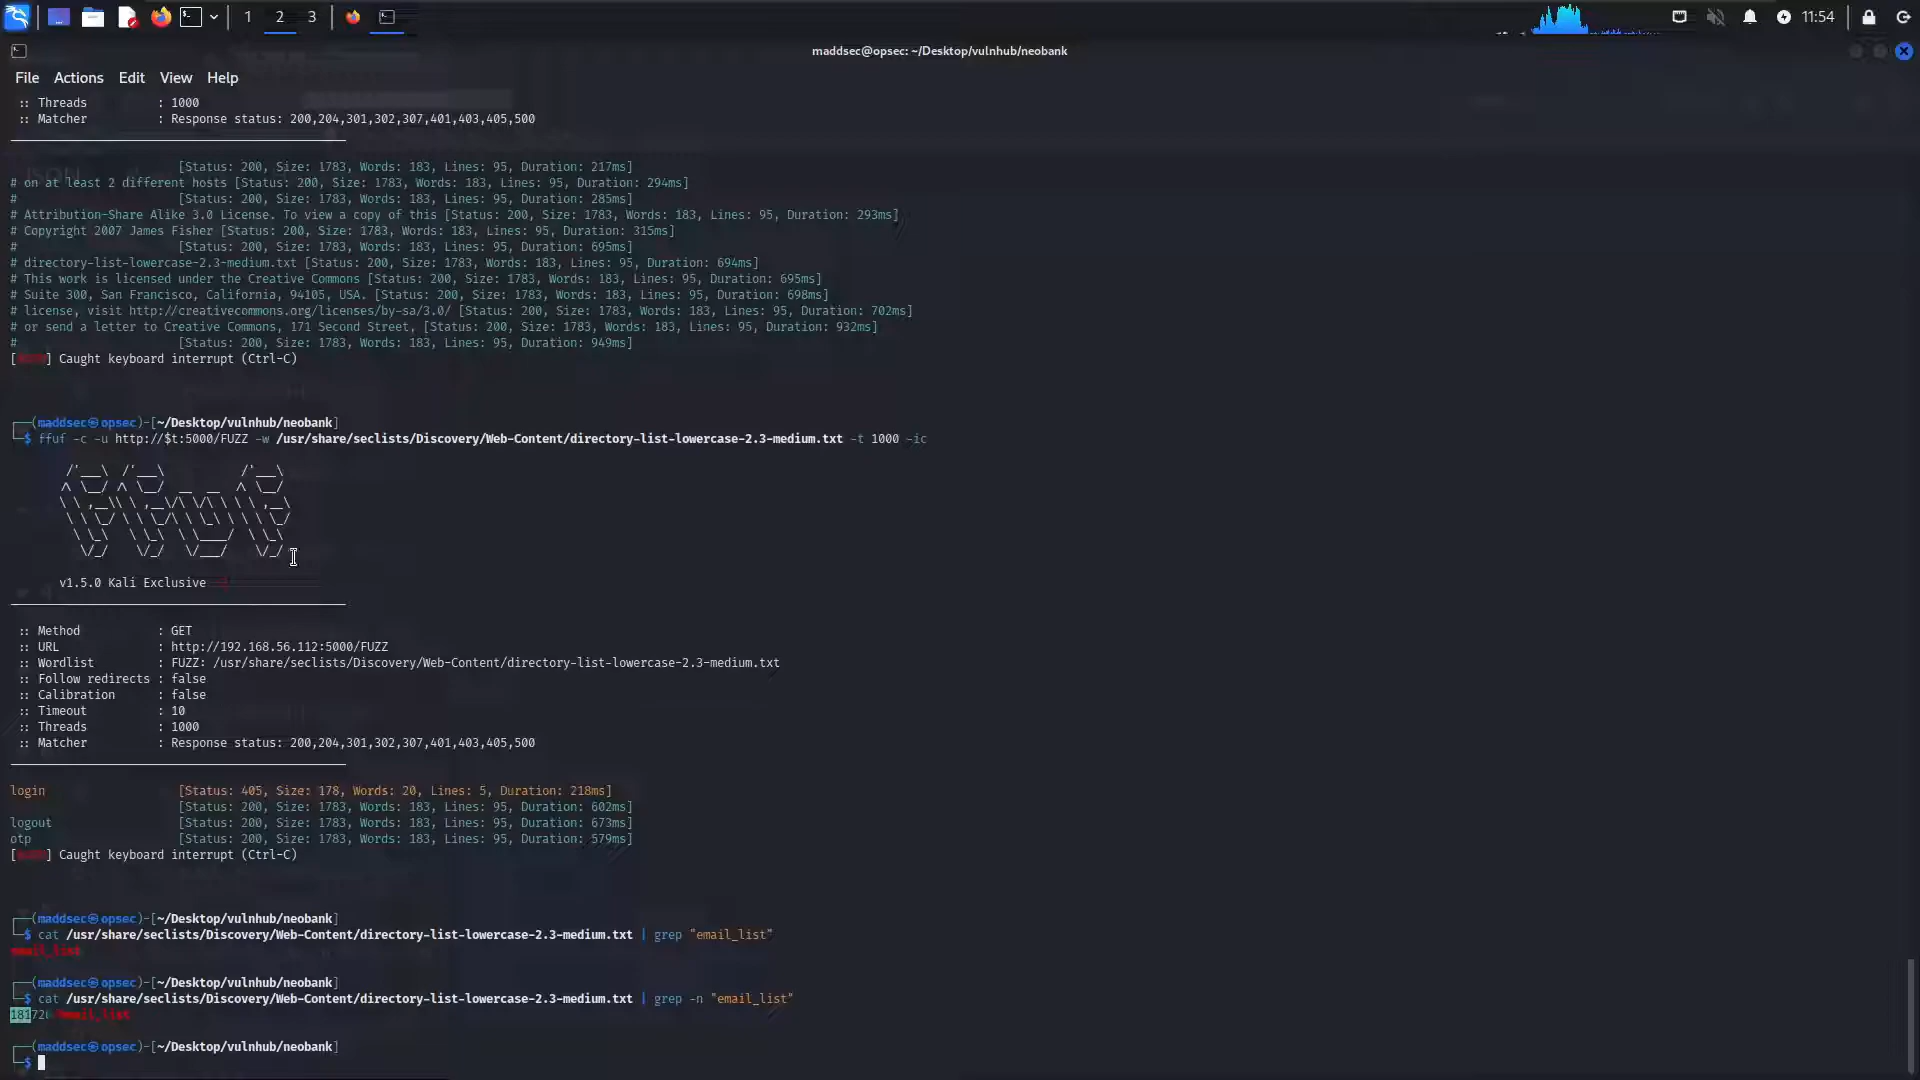 1 2 3 11:54
maddsec@opsec: ~/Desktop/vulnhub/neobank
File Actions Edit View Help
:: Threads : 1000
:: Matcher : Response status: 200,204,301,302,307,401,403,405,500
[Status: 200, Size: 1783, Words: 183, Lines: 95, Duration: 217ms]
# on at least 2 different hosts [Status: 200, Size: 1783, Words: 183, Lines: 95, Duration: 294ms]
# [Status: 200, Size: 1783, Words: 183, Lines: 95, Duration: 285ms]
# Attribution-Share Alike 3.0 License. To view a copy of this [Status: 200, Size: 1783, Words: 183, Lines: 95, Duration: 293ms]
# Copyright 2007 James Fisher [Status: 200, Size: 1783, Words: 183, Lines: 95, Duration: 315ms]
# [Status: 200, Size: 1783, Words: 183, Lines: 95, Duration: 695ms]
# directory-list-lowercase-2.3-medium.txt [Status: 200, Size: 1783, Words: 183, Lines: 95, Duration: 694ms]
# This work is licensed under the Creative Commons [Status: 200, Size: 1783, Words: 183, Lines: 95, Duration: 695ms]
# Suite 300, San Francisco, California, 94105, USA. [Status: 200, Size: 1783, Words: 183, Lines: 95, Duration: 698ms]
# license, visit http://creativecommons.org/licenses/by-sa/3.0/ [Status: 200, Size: 1783, Words: 183, Lines: 95, Duration: 702ms]
# or send a letter to Creative Commons, 171 Second Street, [Status: 200, Size: 1783, Words: 183, Lines: 95, Duration: 932ms]
# [Status: 200, Size: 1783, Words: 183, Lines: 95, Duration: 949ms]
[] Caught keyboard interrupt (Ctrl-C)
┌──(maddsec㉿opsec)-[~/Desktop/vulnhub/neobank]
└─$ ffuf -c -u http://$t:5000/FUZZ -w /usr/share/seclists/Discovery/Web-Content/directory-list-lowercase-2.3-medium.txt -t 1000 -ic
v1.5.0 Kali Exclusive
:: Method : GET
:: URL : http://192.168.56.112:5000/FUZZ
:: Wordlist : FUZZ: /usr/share/seclists/Discovery/Web-Content/directory-list-lowercase-2.3-medium.txt
:: Follow redirects : false
:: Calibration : false
:: Timeout : 10
:: Threads : 1000
:: Matcher : Response status: 200,204,301,302,307,401,403,405,500
login [Status: 405, Size: 178, Words: 20, Lines: 5, Duration: 218ms]
[Status: 200, Size: 1783, Words: 183, Lines: 95, Duration: 602ms]
logout [Status: 200, Size: 1783, Words: 183, Lines: 95, Duration: 673ms]
otp [Status: 200, Size: 1783, Words: 183, Lines: 95, Duration: 579ms]
[] Caught keyboard interrupt (Ctrl-C)
┌──(maddsec㉿opsec)-[~/Desktop/vulnhub/neobank]
└─$ cat /usr/share/seclists/Discovery/Web-Content/directory-list-lowercase-2.3-medium.txt | grep "email_list"
email_list
┌──(maddsec㉿opsec)-[~/Desktop/vulnhub/neobank]
└─$ cat /usr/share/seclists/Discovery/Web-Content/directory-list-lowercase-2.3-medium.txt | grep -n "email_list"
email_list
┌──(maddsec㉿opsec)-[~/Desktop/vulnhub/neobank]
└─$